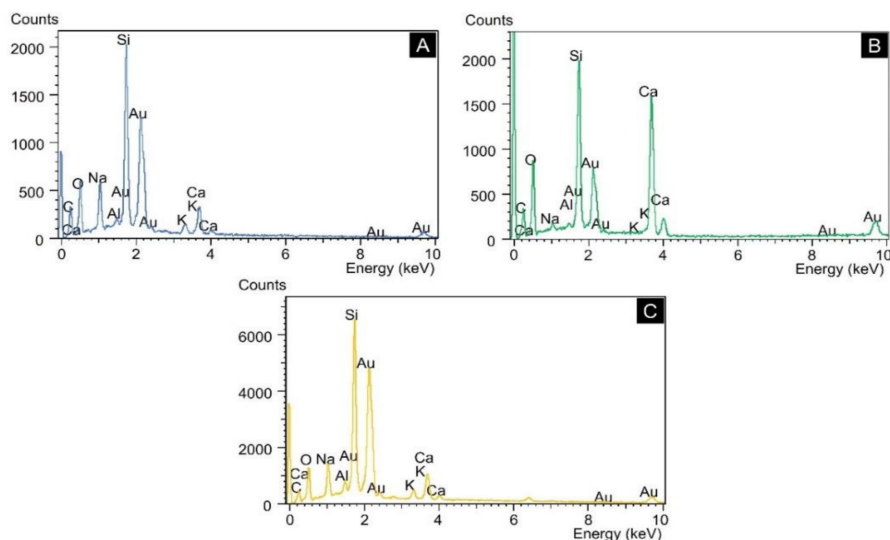 Counts
A
2000
1500
1000
500
0
Si
Au
O
Na
C
Ca
Au
Al
Au
K
Ca
K
Ca
Au
Au
0 2 4 6 8 10
Energy (keV)
Counts
B
2000
1500
1000
500
0
Si
Ca
O
Au
C
Ca
Na
Au
Al
Au
K
K
Ca
Au
Au
0 2 4 6 8 10
Energy (keV)
Counts
C
6000
4000
2000
0
Si
Au
O
Na
Ca
C
Au
Al
Au
Ca
K
K
Ca
Au
Au
0 2 4 6 8 10
Energy (keV)